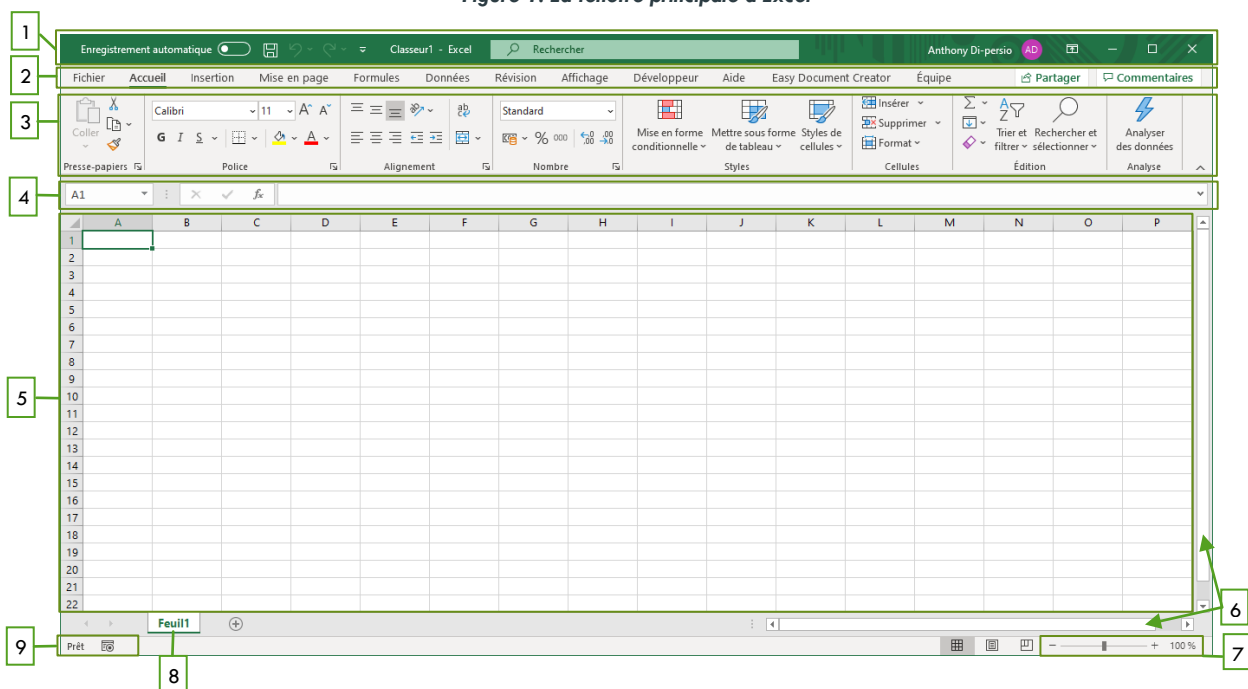 Figure 1: La fenêtre principale d'Excel
1
Enregistrement automatique Classeur1 - Excel Rechercher Anthony Di-persio AD
2
Fichier Accueil Insertion Mise en page Formules Données Révision Affichage Développeur Aide Easy Document Creator Équipe Partager Commentaires
3
Coller
Calibri 11 A A
G I S A
ab
Standard
% 000 ,00 ,00
Mise en forme conditionnelle
Mettre sous forme de tableau
Styles de cellules
Insérer
Supprimer
Format
Σ
Trier et filtrer
Rechercher et sélectionner
Analyser des données
Presse-papiers Police Alignement Nombre Styles Cellules Édition Analyse
4
A1 fx
A B C D E F G H I J K L M N O P
1
2
3
4
5
6
7
8
9
5
10
11
12
13
14
15
16
17
18
19
20
21
22
6
Feuil1
9
Prêt 100 %
7
8